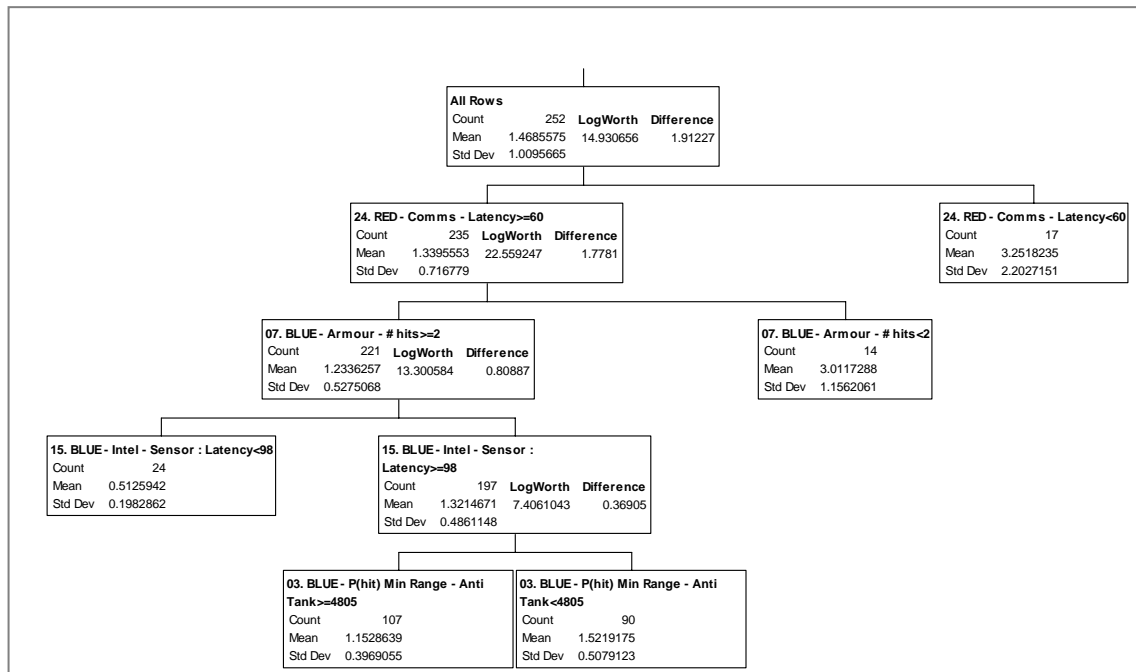 All Rows
Count 252 LogWorth Difference
Mean 1.4685575 14.930656 1.91227
Std Dev 1.0095665
24. RED - Comms - Latency>=60
Count 235 LogWorth Difference
Mean 1.3395553 22.559247 1.7781
Std Dev 0.716779
24. RED - Comms - Latency<60
Count 17
Mean 3.2518235
Std Dev 2.2027151
07. BLUE - Armour - # hits>=2
Count 221 LogWorth Difference
Mean 1.2336257 13.300584 0.80887
Std Dev 0.5275068
07. BLUE - Armour - # hits<2
Count 14
Mean 3.0117288
Std Dev 1.1562061
15. BLUE - Intel - Sensor : Latency<98
Count 24
Mean 0.5125942
Std Dev 0.1982862
15. BLUE - Intel - Sensor :
Latency>=98
Count 197 LogWorth Difference
Mean 1.3214671 7.4061043 0.36905
Std Dev 0.4861148
03. BLUE - P(hit) Min Range - Anti
Tank>=4805
Count 107
Mean 1.1528639
Std Dev 0.3969055
03. BLUE - P(hit) Min Range - Anti
Tank<4805
Count 90
Mean 1.5219175
Std Dev 0.5079123